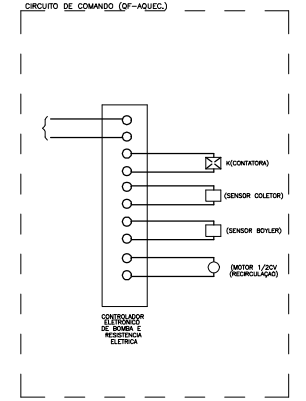 CIRCUITO DE COMANDO (QF-AQUEC.)
K(CONTATORA)
(SENSOR COLETOR)
(SENSOR BOYLER)
(MOTOR 1/2CV
(RECIRCULAÇAO)
CONTROLADOR
ELETRONICO
DE BOMBA E
RESISTENCIA
ELETRICA